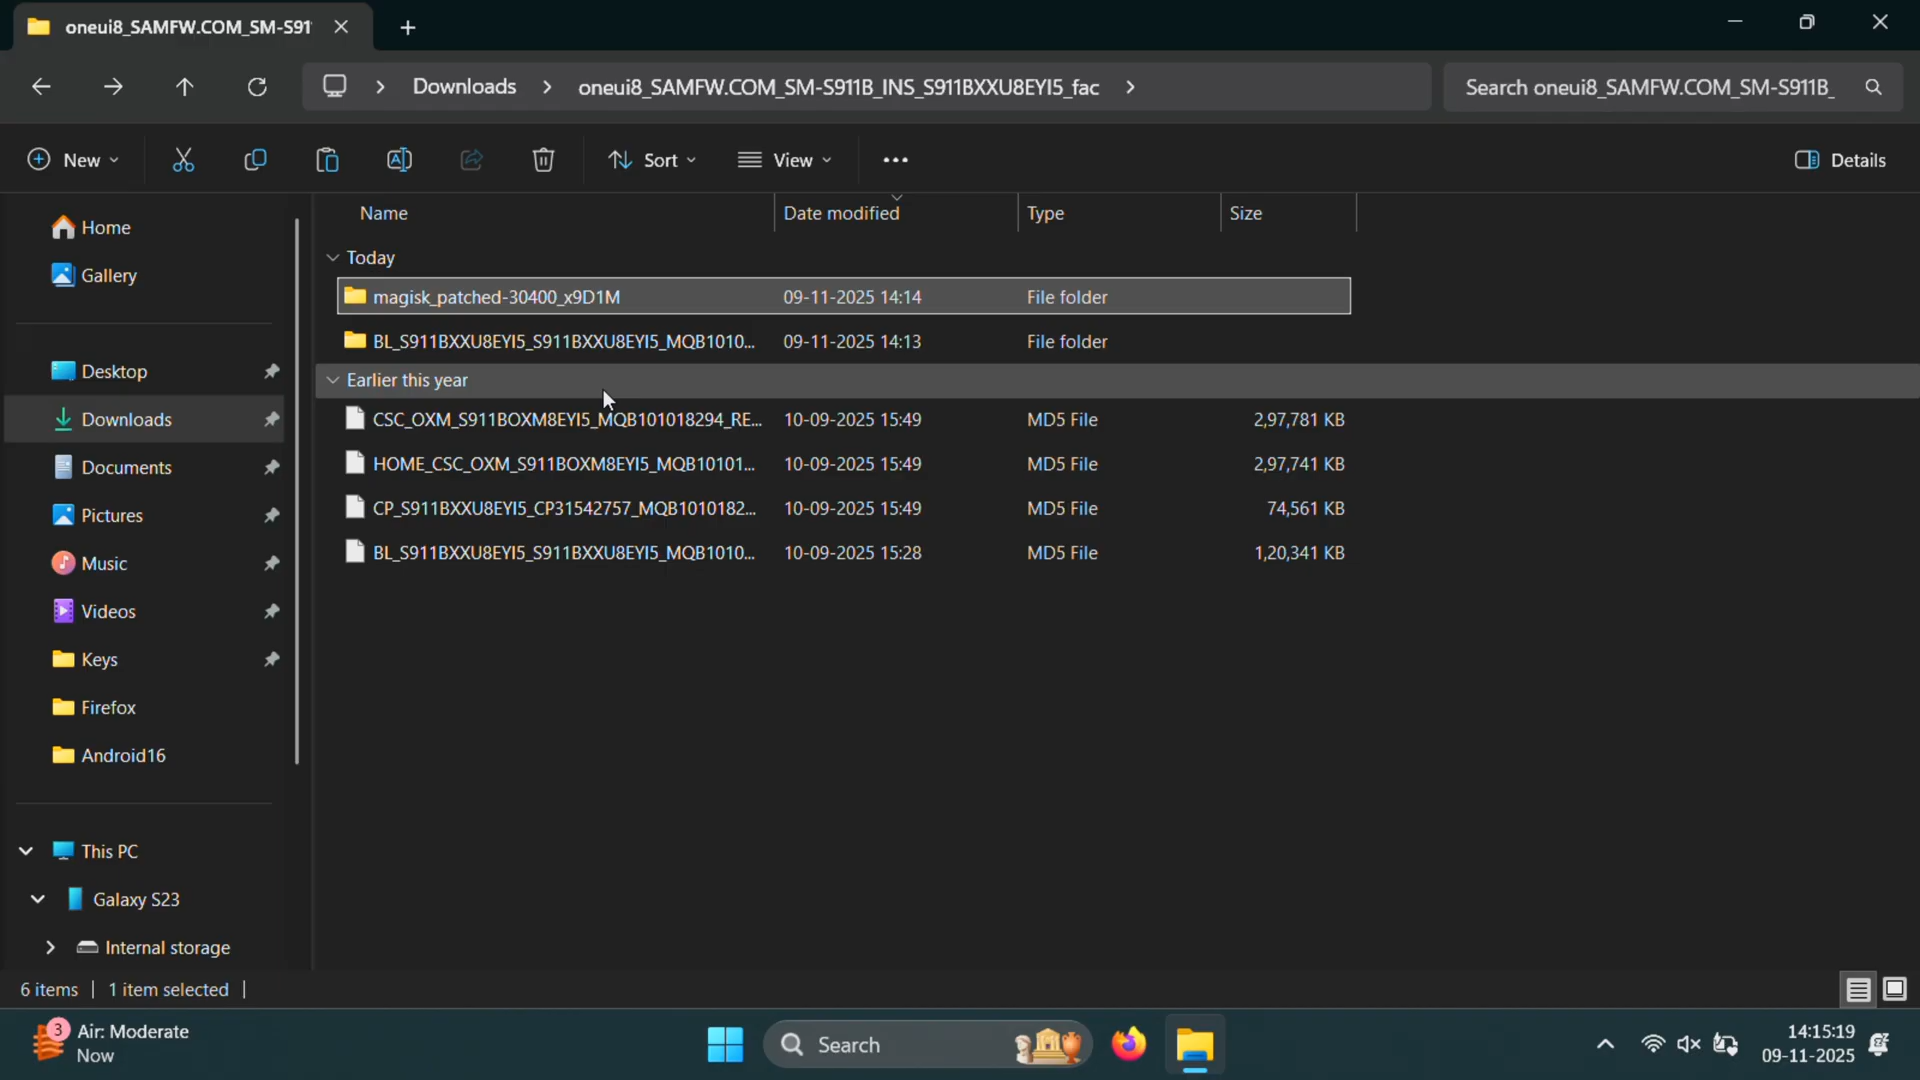 oneui8_SAMFW.COM_SM-S91
Downloads
oneui8_SAMFW.COM_SM-S911B_INS_S911BXXU8EYI5_fac
Search oneui8_SAMFW.COM_SM-S911B_
New
Sort
View
Details
Home
Gallery
Desktop
Downloads
Documents
Pictures
Music
Videos
Keys
Firefox
Android16
This PC
Galaxy S23
Internal storage
Name Date modified Type Size
Today
magisk_patched-30400_x9D1M 09-11-2025 14:14 File folder
BL_S911BXXU8EYI5_S911BXXU8EYI5_MQB1010... 09-11-2025 14:13 File folder
Earlier this year
CSC_OXM_S911BOXM8EYI5_MQB101018294_RE... 10-09-2025 15:49 MD5 File 2,97,781 KB
HOME_CSC_OXM_S911BOXM8EYI5_MQB10101... 10-09-2025 15:49 MD5 File 2,97,741 KB
CP_S911BXXU8EYI5_CP31542757_MQB1010182... 10-09-2025 15:49 MD5 File 74,561 KB
BL_S911BXXU8EYI5_S911BXXU8EYI5_MQB1010... 10-09-2025 15:28 MD5 File 1,20,341 KB
6 items 1 item selected
3
Air: Moderate
Now
Search
14:15:19
09-11-2025